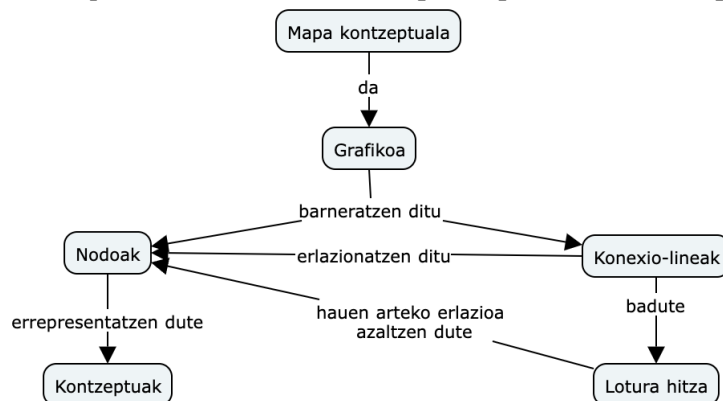 Mapa kontzeptuala
da
Grafikoa
barneratzen ditu
Nodoak
erlazionatzen ditu
Konexio-lineak
errepresentatzen dute
hauen arteko erlazioa
azaltzen dute
badute
Kontzeptuak
Lotura hitza